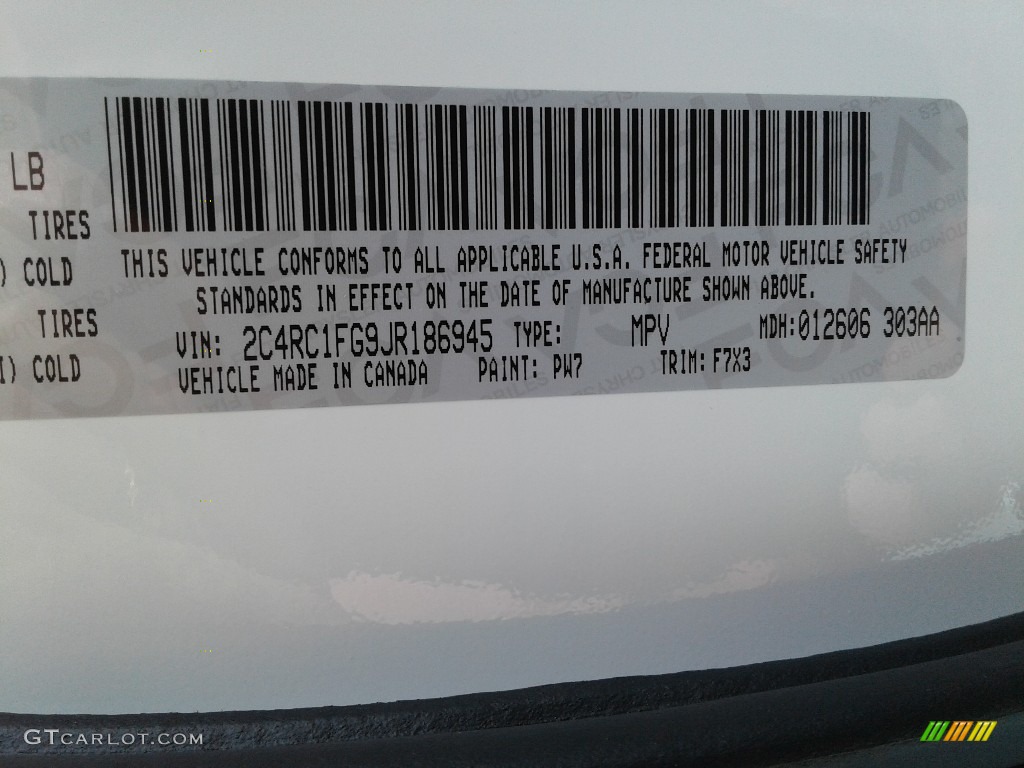 LB
TIRES
) COLD
TIRES
I) COLD
THIS VEHICLE CONFORMS TO ALL APPLICABLE U.S.A. FEDERAL MOTOR VEHICLE SAFETY
STANDARDS IN EFFECT ON THE DATE OF MANUFACTURE SHOWN ABOVE.
VIN: 2C4RC1FG9JR186945 TYPE: MPV MDH:012606 303AA
VEHICLE MADE IN CANADA PAINT: PW7 TRIM: F7X3
GTCARLOT.COM